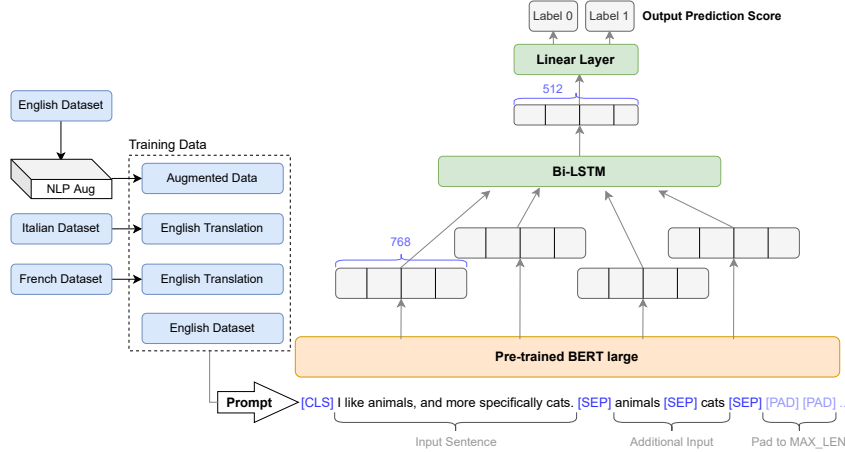 Label 0
Label 1
Output Prediction Score
Linear Layer
512
English Dataset
Training Data
Bi-LSTM
NLP Aug
Augmented Data
Italian Dataset
English Translation
768
French Dataset
English Translation
English Dataset
Pre-trained BERT large
Prompt
[CLS] I like animals, and more specifically cats. [SEP] animals [SEP] cats [SEP] [PAD] [PAD] ..
Input Sentence
Additional Input
Pad to MAX_LEN